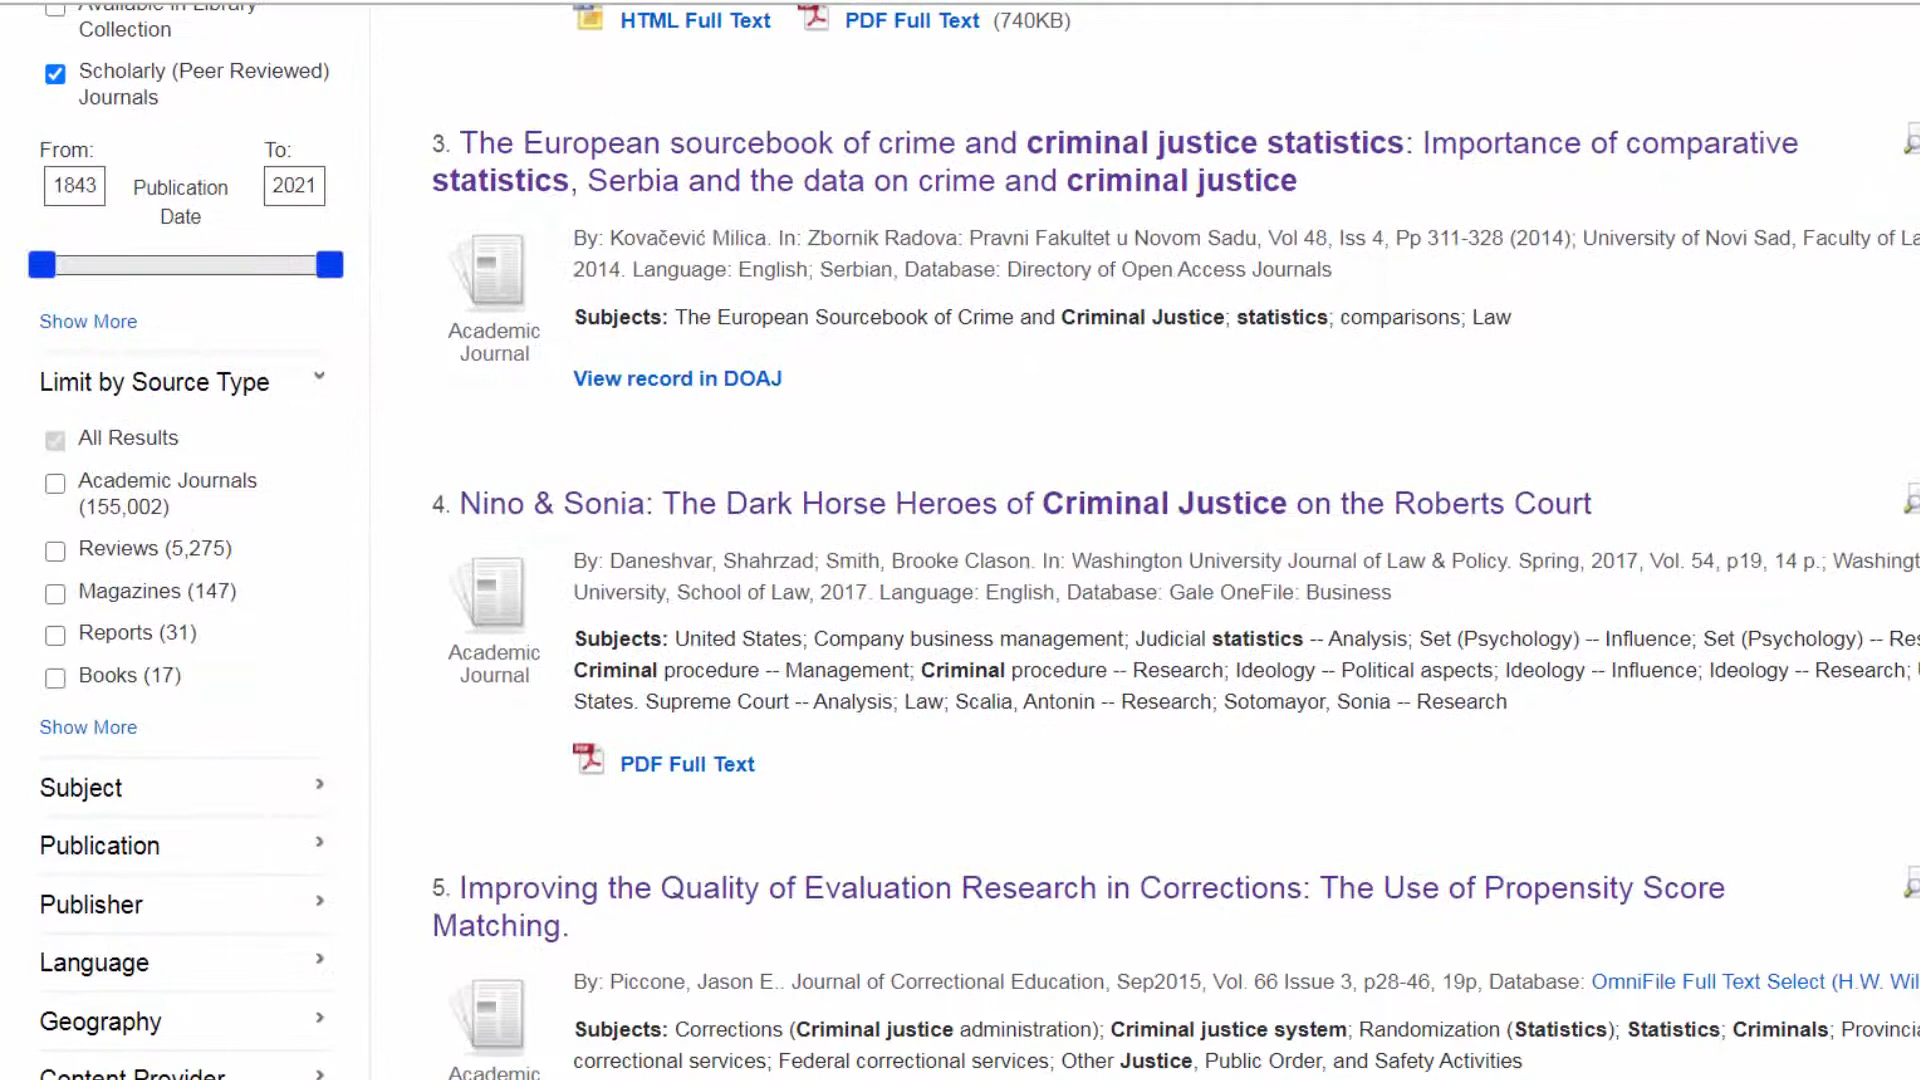 Available in Library
Collection
Scholarly (Peer Reviewed)
Journals
From:
To:
1843
Publication
Date
2021
Show More
Limit by Source Type
All Results
Academic Journals
(155,002)
Reviews (5,275)
Magazines (147)
Reports (31)
Books (17)
Show More
Subject
Publication
Publisher
Language
Geography
Content Provider
HTML Full Text PDF Full Text (740KB)
3. The European sourcebook of crime and criminal justice statistics: Importance of comparative
statistics, Serbia and the data on crime and criminal justice
Academic
Journal
By: Kovačević Milica. In: Zbornik Radova: Pravni Fakultet u Novom Sadu, Vol 48, Iss 4, Pp 311-328 (2014); University of Novi Sad, Faculty of La
2014. Language: English; Serbian, Database: Directory of Open Access Journals
Subjects: The European Sourcebook of Crime and Criminal Justice; statistics; comparisons; Law
View record in DOAJ
4. Nino & Sonia: The Dark Horse Heroes of Criminal Justice on the Roberts Court
Academic
Journal
By: Daneshvar, Shahrzad; Smith, Brooke Clason. In: Washington University Journal of Law & Policy. Spring, 2017, Vol. 54, p19, 14 p.; Washingt
University, School of Law, 2017. Language: English, Database: Gale OneFile: Business
Subjects: United States; Company business management; Judicial statistics -- Analysis; Set (Psychology) -- Influence; Set (Psychology) -- Res
Criminal procedure -- Management; Criminal procedure -- Research; Ideology -- Political aspects; Ideology -- Influence; Ideology -- Research;
States. Supreme Court -- Analysis; Law; Scalia, Antonin -- Research; Sotomayor, Sonia -- Research
PDF Full Text
5. Improving the Quality of Evaluation Research in Corrections: The Use of Propensity Score
Matching.
Academic
By: Piccone, Jason E.. Journal of Correctional Education, Sep2015, Vol. 66 Issue 3, p28-46, 19p, Database: OmniFile Full Text Select (H.W. Wil
Subjects: Corrections (Criminal justice administration); Criminal justice system; Randomization (Statistics); Statistics; Criminals; Provincia
correctional services; Federal correctional services; Other Justice, Public Order, and Safety Activities